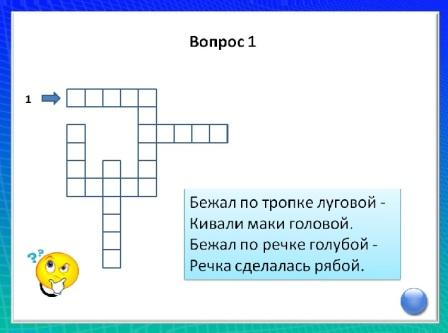 Вопрос 1
1
Бежал по тропке луговой -
Кивали маки головой.
Бежал по речке голубой -
Речка сделалась рябой.